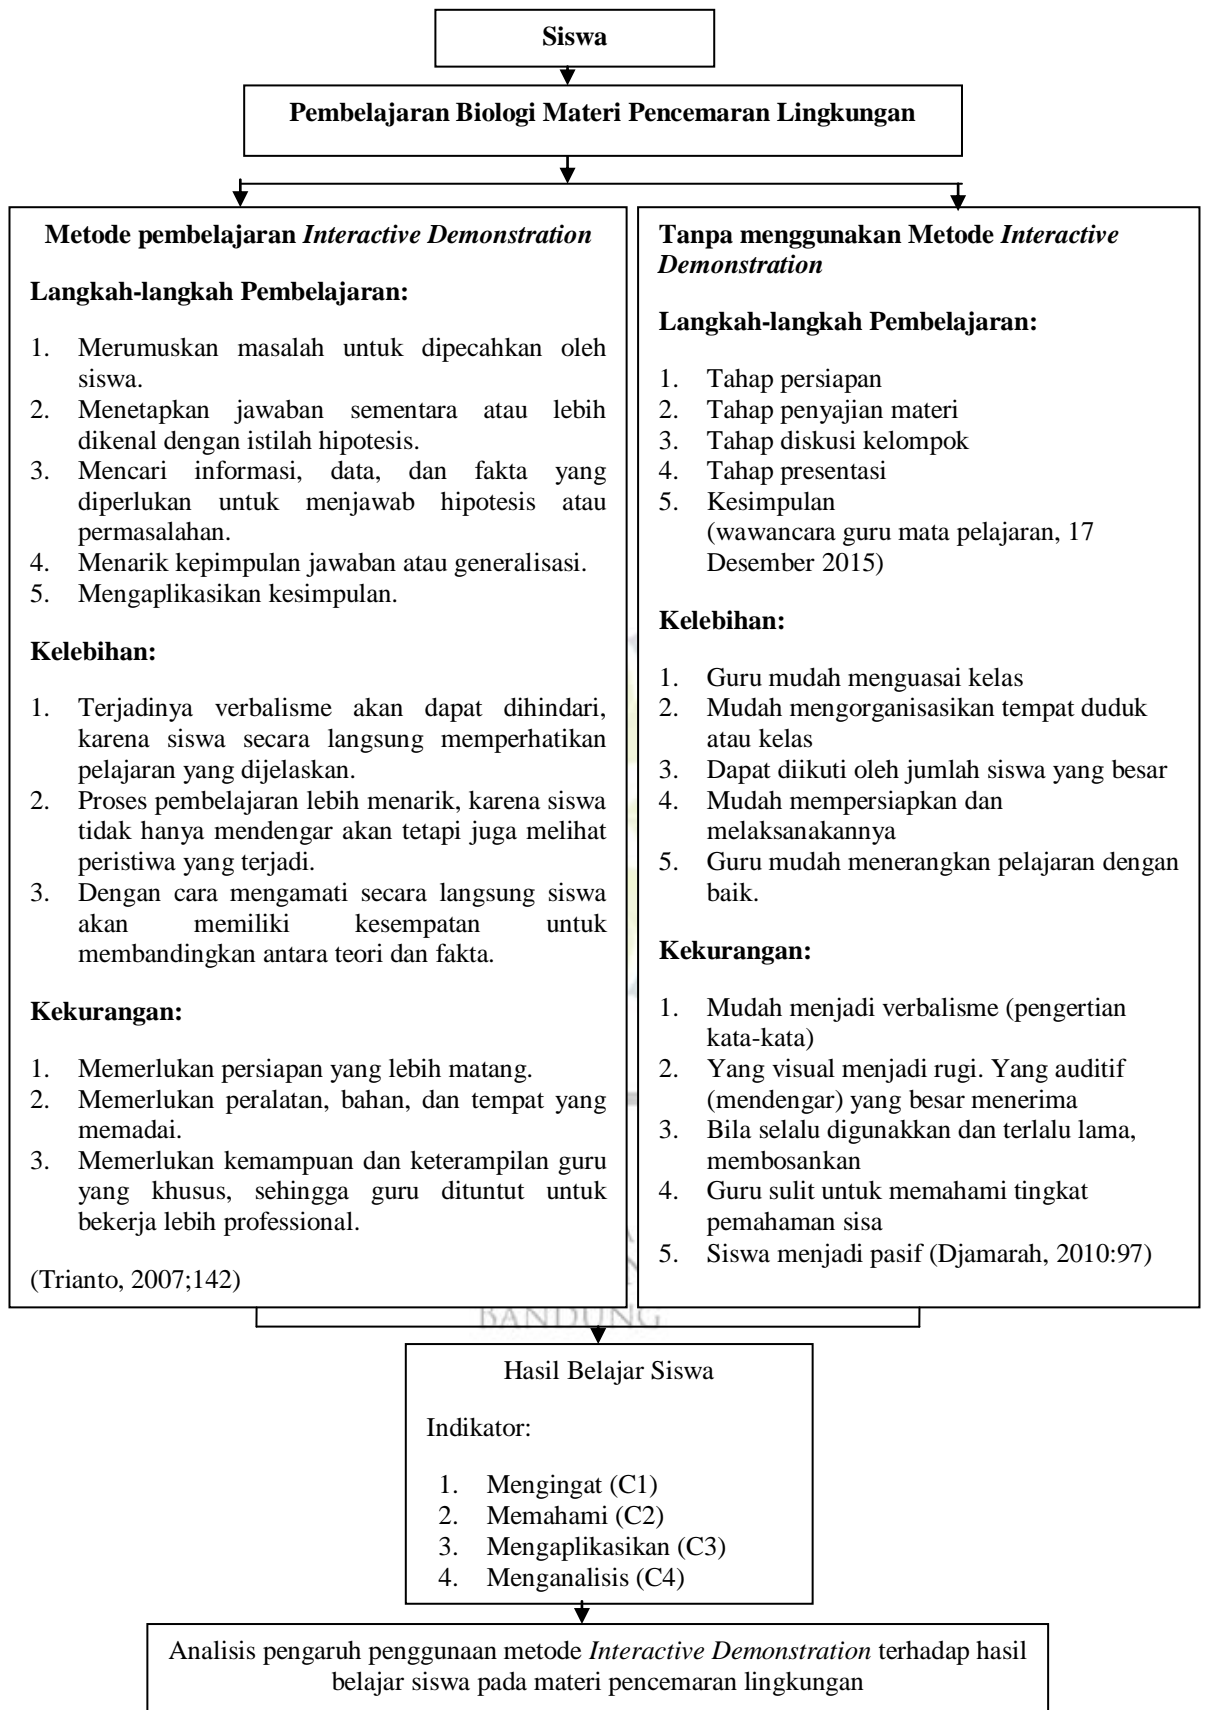 Siswa
Pembelajaran Biologi Materi Pencemaran Lingkungan
Metode pembelajaran Interactive Demonstration
Langkah-langkah Pembelajaran:
1. Merumuskan masalah untuk dipecahkan oleh
siswa.
2. Menetapkan jawaban sementara atau lebih
dikenal dengan istilah hipotesis.
3. Mencari informasi, data, dan fakta yang
diperlukan untuk menjawab hipotesis atau
permasalahan.
4. Menarik kepimpulan jawaban atau generalisasi.
5. Mengaplikasikan kesimpulan.
Kelebihan:
1. Terjadinya verbalisme akan dapat dihindari,
karena siswa secara langsung memperhatikan
pelajaran yang dijelaskan.
2. Proses pembelajaran lebih menarik, karena siswa
tidak hanya mendengar akan tetapi juga melihat
peristiwa yang terjadi.
3. Dengan cara mengamati secara langsung siswa
akan memiliki kesempatan untuk
membandingkan antara teori dan fakta.
Kekurangan:
1. Memerlukan persiapan yang lebih matang.
2. Memerlukan peralatan, bahan, dan tempat yang
memadai.
3. Memerlukan kemampuan dan keterampilan guru
yang khusus, sehingga guru dituntut untuk
bekerja lebih professional.
(Trianto, 2007;142)
Tanpa menggunakan Metode Interactive
Demonstration
Langkah-langkah Pembelajaran:
1. Tahap persiapan
2. Tahap penyajian materi
3. Tahap diskusi kelompok
4. Tahap presentasi
5. Kesimpulan
(wawancara guru mata pelajaran, 17
Desember 2015)
Kelebihan:
1. Guru mudah menguasai kelas
2. Mudah mengorganisasikan tempat duduk
atau kelas
3. Dapat diikuti oleh jumlah siswa yang besar
4. Mudah mempersiapkan dan
melaksanakannya
5. Guru mudah menerangkan pelajaran dengan
baik.
Kekurangan:
1. Mudah menjadi verbalisme (pengertian
kata-kata)
2. Yang visual menjadi rugi. Yang auditif
(mendengar) yang besar menerima
3. Bila selalu digunakkan dan terlalu lama,
membosankan
4. Guru sulit untuk memahami tingkat
pemahaman sisa
5. Siswa menjadi pasif (Djamarah, 2010:97)
BANDUNG
Hasil Belajar Siswa
Indikator:
1. Mengingat (C1)
2. Memahami (C2)
3. Mengaplikasikan (C3)
4. Menganalisis (C4)
Analisis pengaruh penggunaan metode Interactive Demonstration terhadap hasil
belajar siswa pada materi pencemaran lingkungan